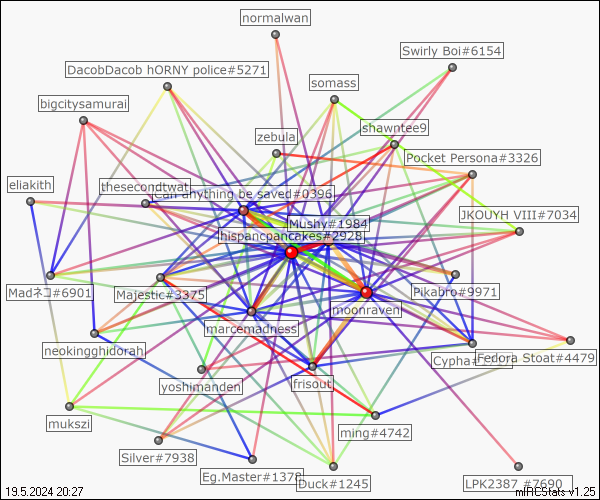 normalwan
Swirly Boi#6154
DacobDacob hORNY police#5271
somass
bigcitysamurai
shawntee9
zebula
Pocket Persona#3326
eliakith
thesecondtwat
Can anything be saved#0396
JKOUYH VIII#7034
Mushy#1984
hispancpancakes#2928
Madネコ#6901
Majestic#3375
Pikabro#9971
moonraven
marcemadness
neokingghidorah
Cypha#
Fedora Stoat#4479
yoshimanden
frisout
mukszi
ming#4742
Silver#7938
Eg.Master#1378
Duck#1245
LPK2387 #7690
19.5.2024 20:27
mIRCStats v1.25